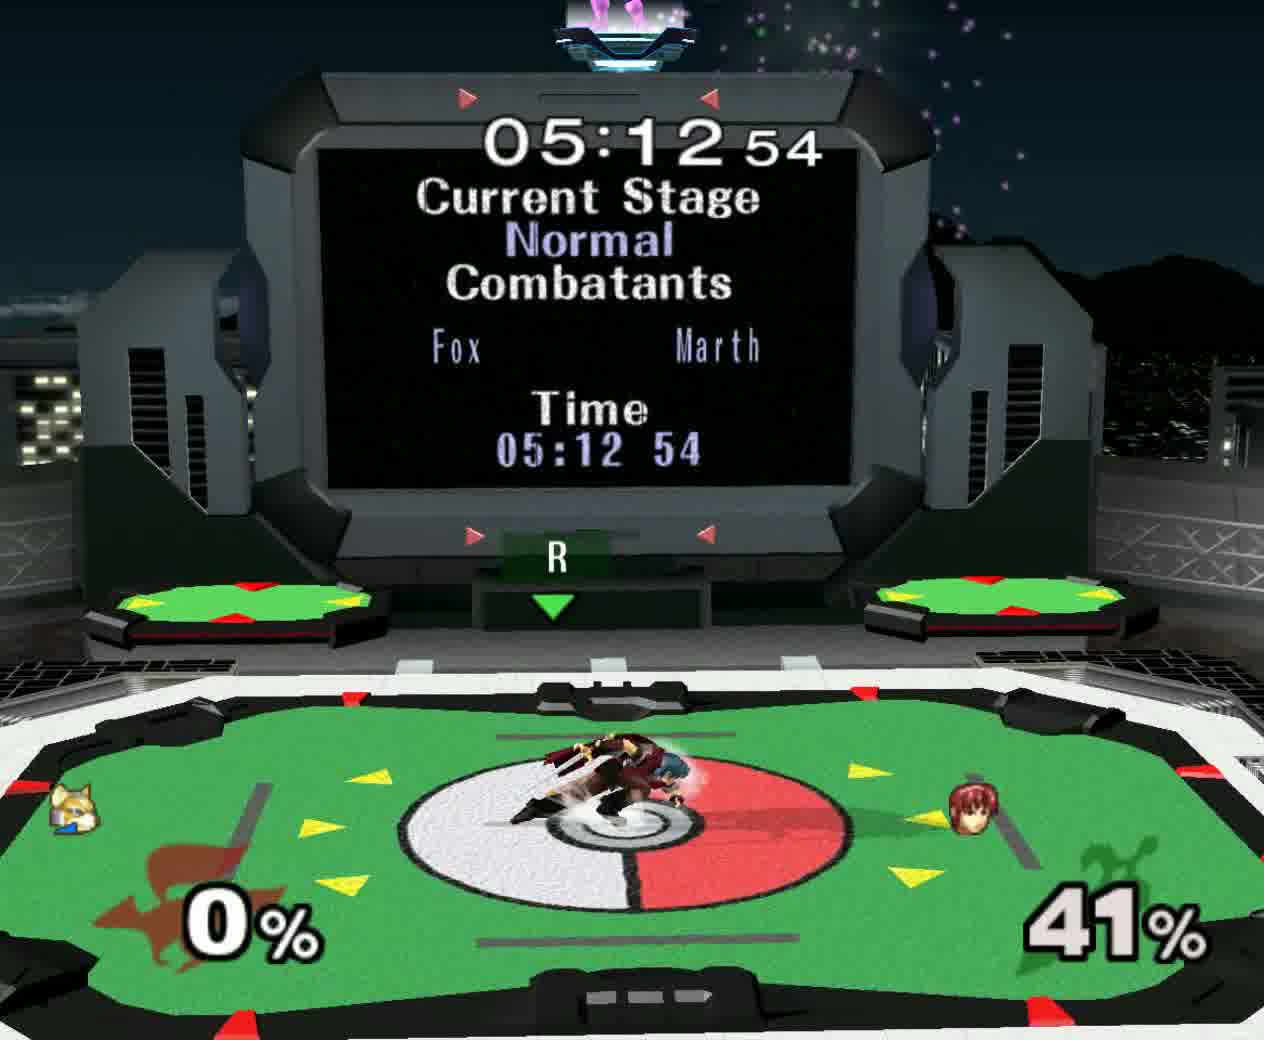 05:12 54
Current Stage
Normal
Combatants
Fox Marth
Time
05:12 54
R
0%
41%